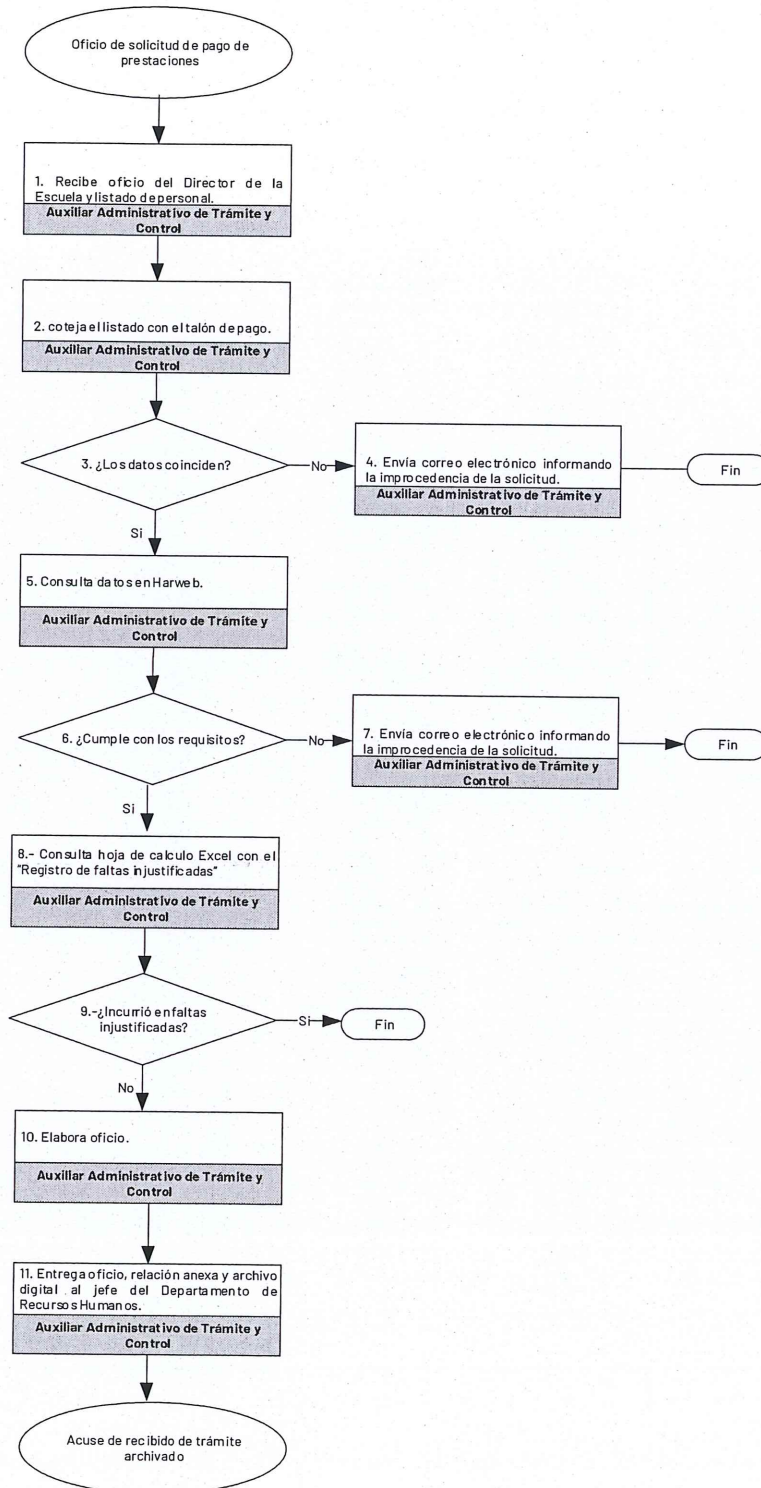 Oficio de solicitud de pago de
prestaciones
1. Recibe oficio del Director de la
Escuela y listado de personal.
Auxiliar Administrativo de Trámite y
Control
2. coteja el listado con el talón de pago.
Auxiliar Administrativo de Trámite y
Control
3. ¿Los datos coinciden?
No
4. Envía correo electrónico informando
la improcedencia de la solicitud.
Auxiliar Administrativo de Trámite y
Control
Fin
Si
5. Consulta datos en Harweb.
Auxiliar Administrativo de Trámite y
Control
6. ¿Cumple con los requisitos?
No
7. Envía correo electrónico informando
la improcedencia de la solicitud.
Auxiliar Administrativo de Trámite y
Control
Fin
Si
8.- Consulta hoja de calculo Excel con el
"Registro de faltas injustificadas"
Auxiliar Administrativo de Trámite y
Control
9.-¿Incurrió en faltas
injustificadas?
Si
Fin
No
10. Elabora oficio.
Auxiliar Administrativo de Trámite y
Control
11. Entrega oficio, relación anexa y archivo
digital al jefe del Departamento de
Recursos Humanos.
Auxiliar Administrativo de Trámite y
Control
Acuse de recibido de trámite
archivado